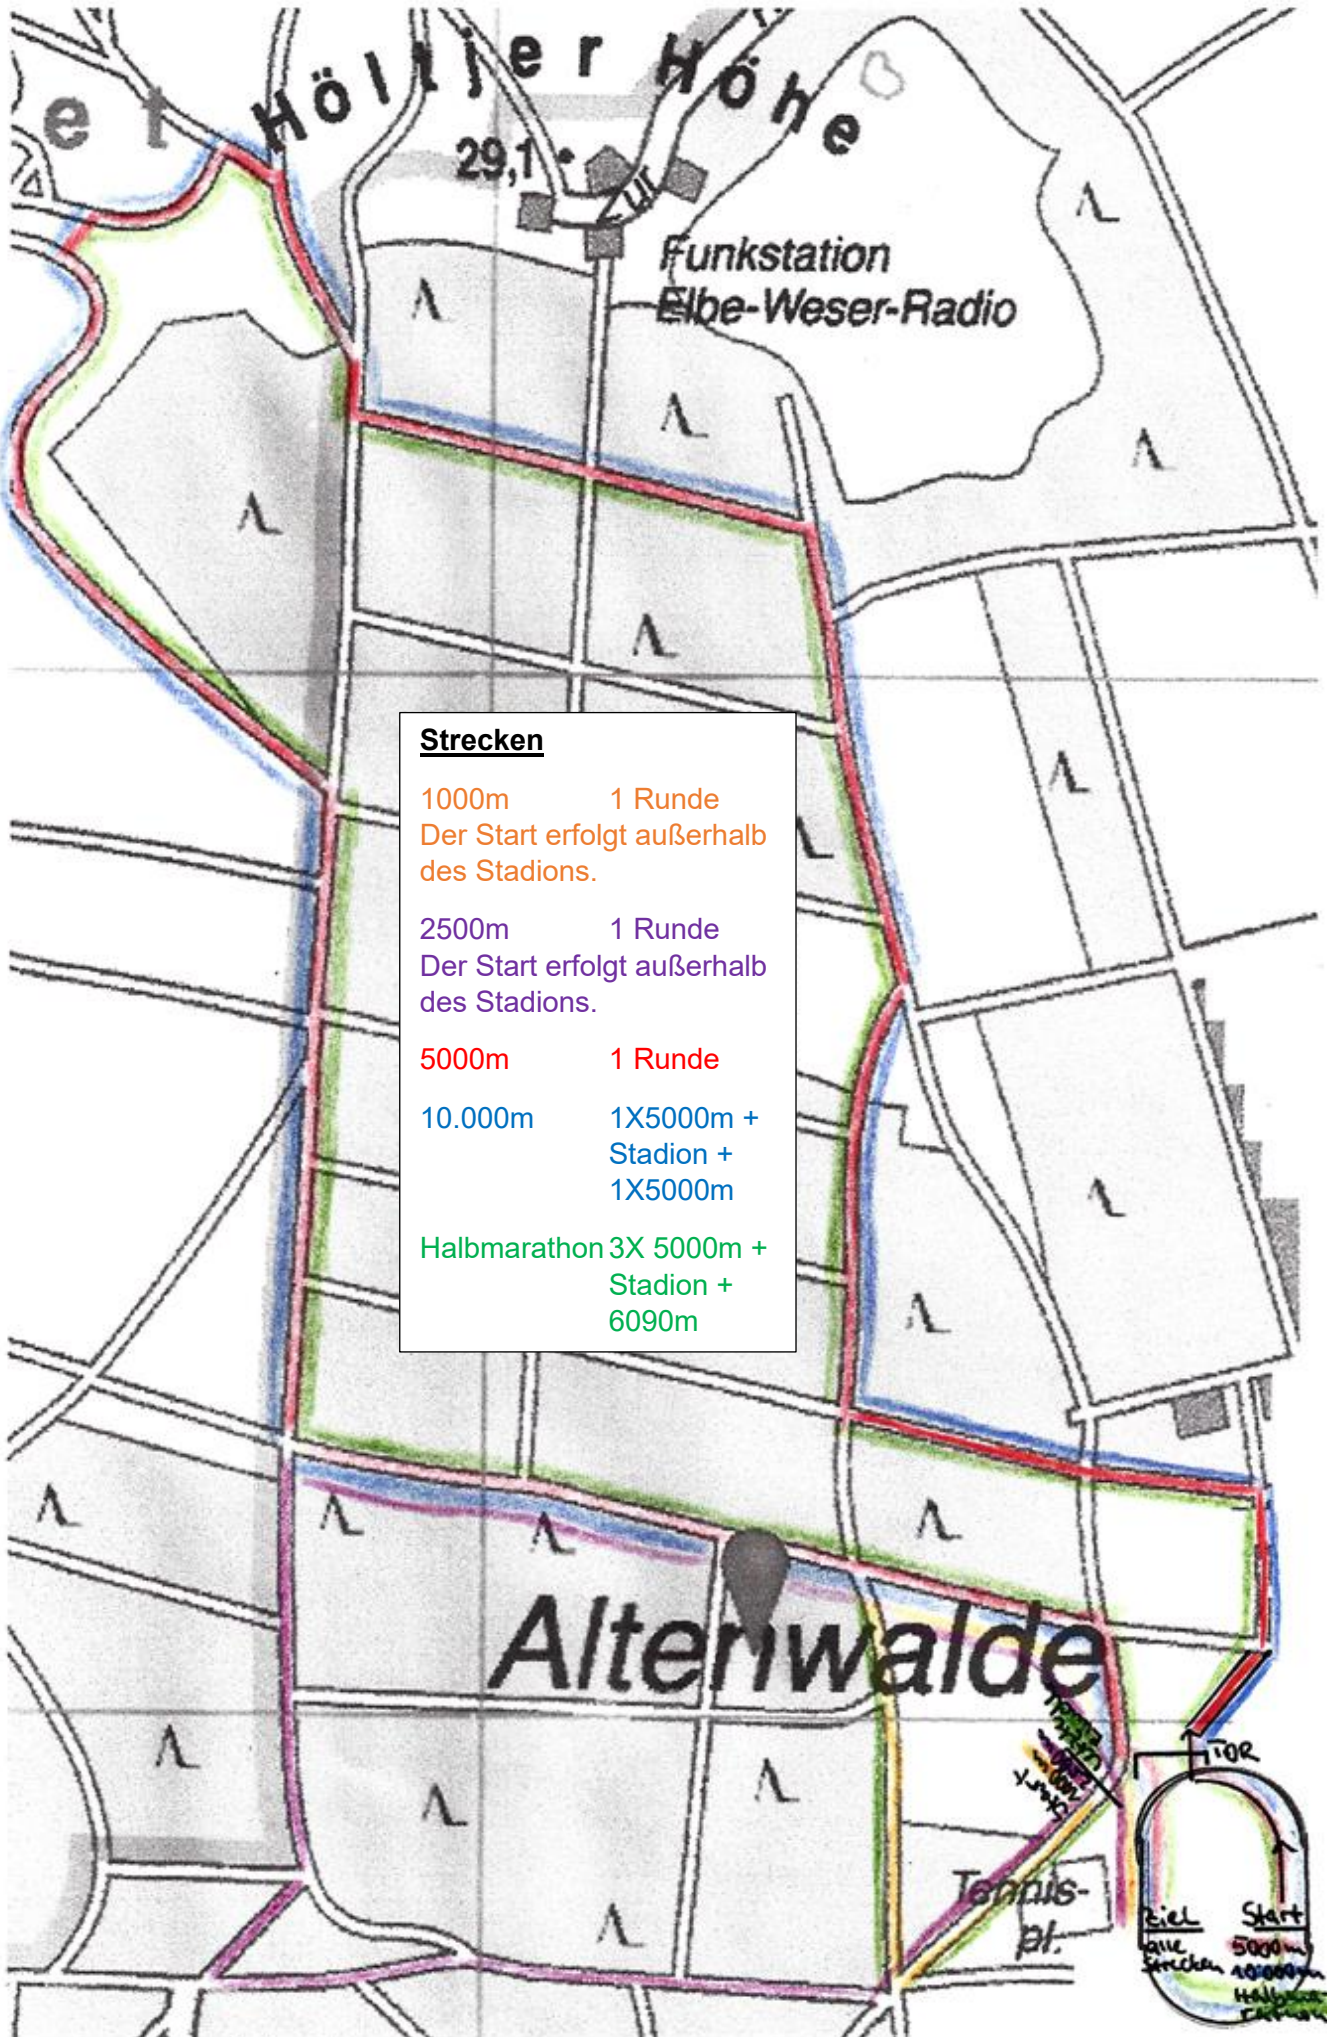 et
Höltjer Höhe
29,1
Zur
Funkstation
Elbe-Weser-Radio
Strecken
1000m 1 Runde
Der Start erfolgt außerhalb
des Stadions.
2500m 1 Runde
Der Start erfolgt außerhalb
des Stadions.
5000m 1 Runde
10.000m 1X5000m +
Stadion +
1X5000m
Halbmarathon 3X 5000m +
Stadion +
6090m
Altenwalde
TOR
Tennis-
pl.
Ziel
alle
Strecken
Start
5000m
10.000m